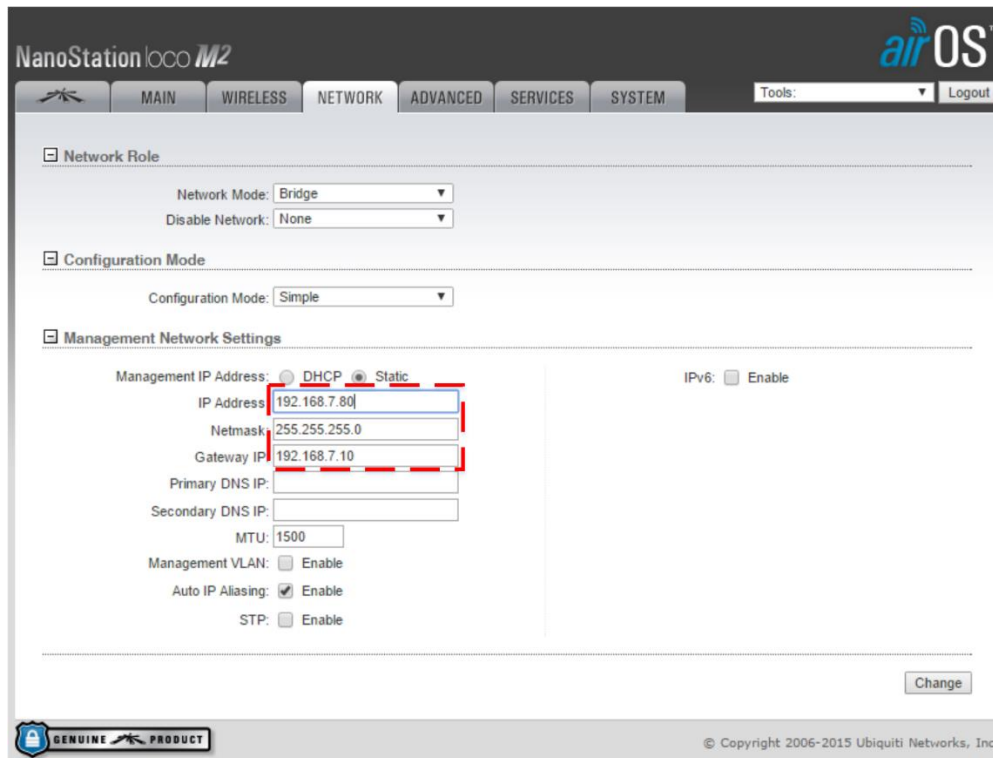 NanoStation loco M2
airOS™
MAIN WIRELESS NETWORK ADVANCED SERVICES SYSTEM Tools: Logout
Network Role
Network Mode: Bridge
Disable Network: None
Configuration Mode
Configuration Mode: Simple
Management Network Settings
Management IP Address: DHCP Static IPv6: Enable
IP Address: 192.168.7.80
Netmask: 255.255.255.0
Gateway IP: 192.168.7.10
Primary DNS IP:
Secondary DNS IP:
MTU: 1500
Management VLAN: Enable
Auto IP Aliasing: Enable
STP: Enable
Change
GENUINE PRODUCT © Copyright 2006-2015 Ubiquiti Networks, Inc